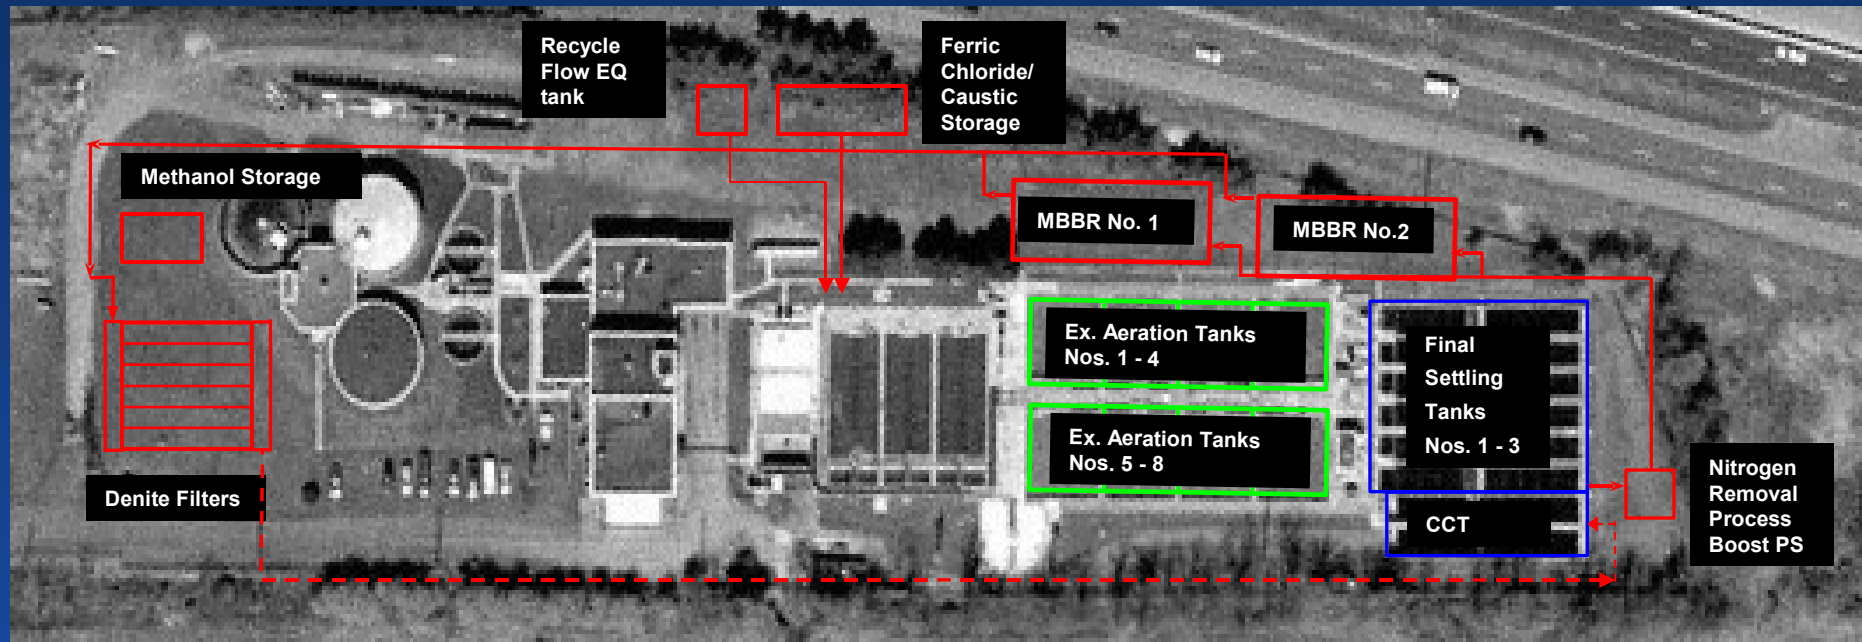 Recycle
Flow EQ
tank
Ferric
Chloride/
Caustic
Storage
Methanol Storage
MBBR No. 1
MBBR No.2
Ex. Aeration Tanks
Nos. 1 - 4
Final
Settling
Tanks
Nos. 1 - 3
Ex. Aeration Tanks
Nos. 5 - 8
Denite Filters
CCT
Nitrogen
Removal
Process
Boost PS